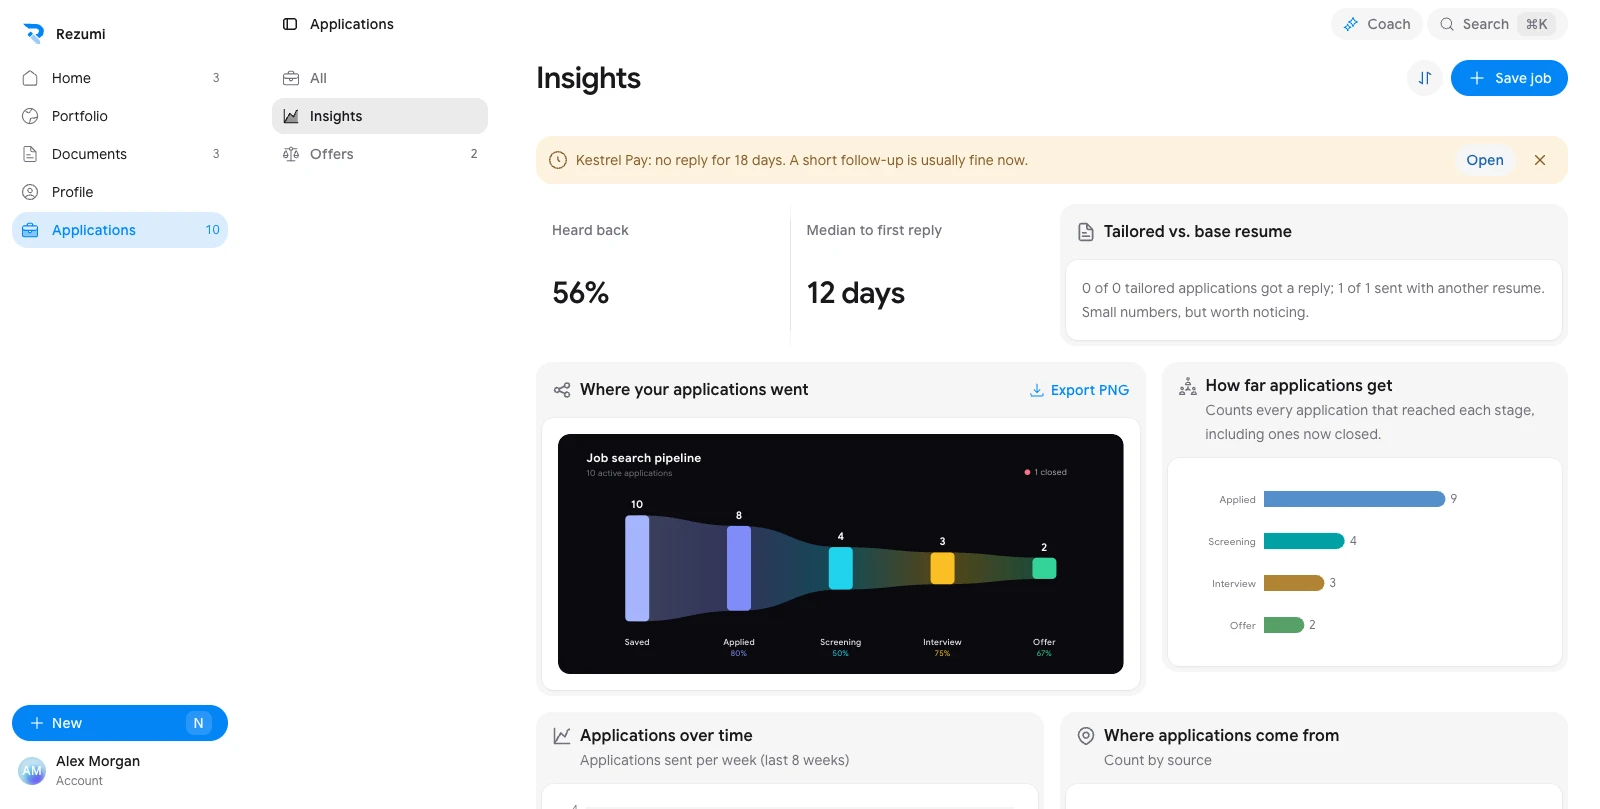 Rezumi
Home 3
Portfolio
Documents 3
Profile
Applications 10
New N
AM
Alex Morgan
Account
Applications
All
Insights
Offers 2
Coach
Search ⌘K
Insights
Save job
Kestrel Pay: no reply for 18 days. A short follow-up is usually fine now.
Open
Heard back
56%
Median to first reply
12 days
Tailored vs. base resume
0 of 0 tailored applications got a reply; 1 of 1 sent with another resume.
Small numbers, but worth noticing.
Where your applications went
Export PNG
Job search pipeline
10 active applications
1 closed
10
8
4
3
2
Saved
Applied
80%
Screening
50%
Interview
75%
Offer
67%
How far applications get
Counts every application that reached each stage,
including ones now closed.
Applied 9
Screening 4
Interview 3
Offer 2
Applications over time
Applications sent per week (last 8 weeks)
Where applications come from
Count by source